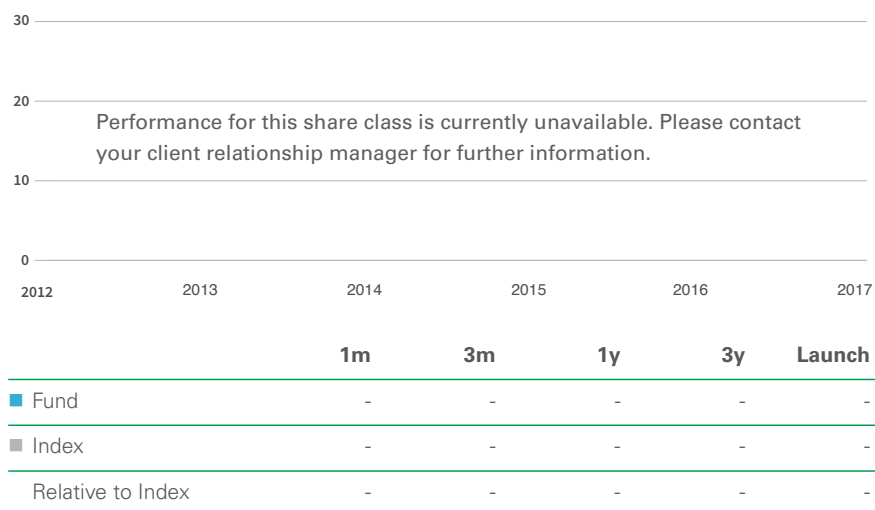 30
20
Performance for this share class is currently unavailable. Please contact
your client relationship manager for further information.
10
0
2012 2013 2014 2015 2016 2017
1m 3m 1y 3y Launch
Fund - - - - -
Index - - - - -
Relative to Index - - - - -